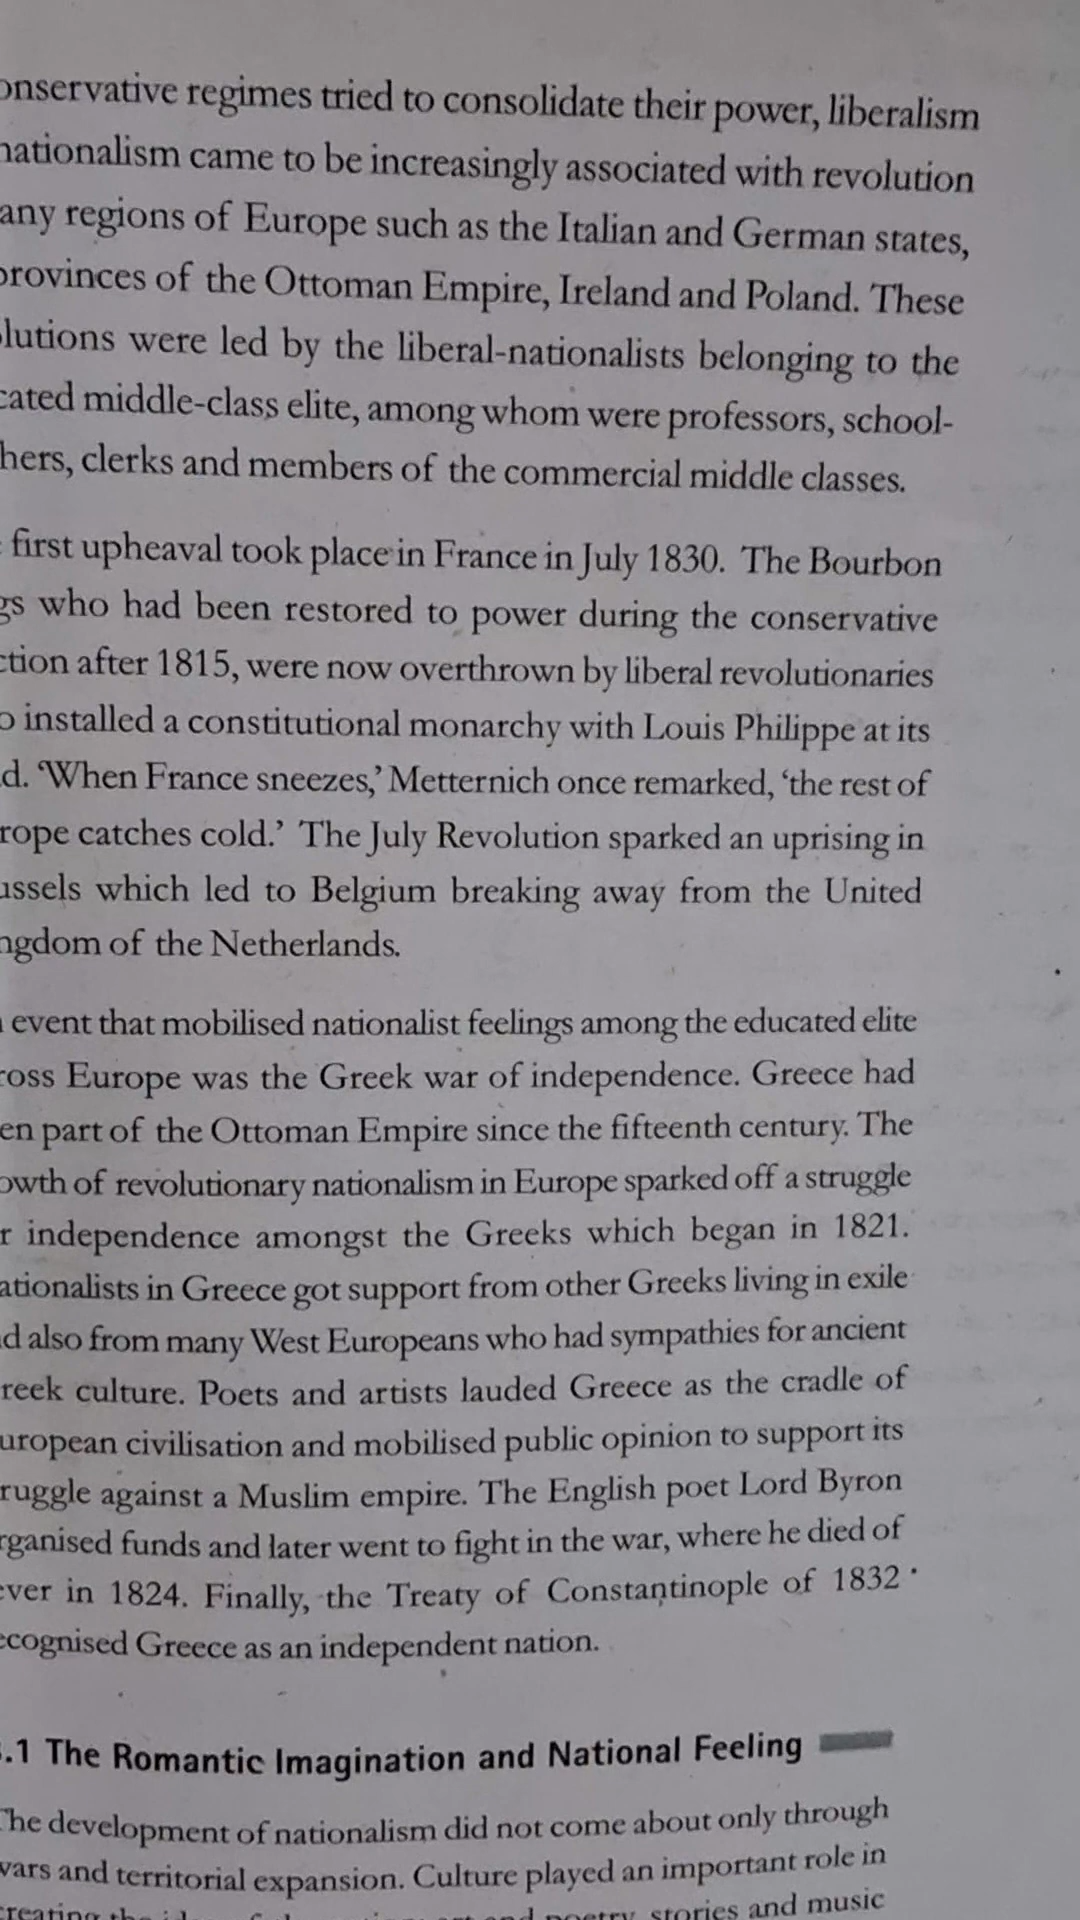 onservative regimes tried to consolidate their power, liberalism
nationalism came to be increasingly associated with revolution
any regions of Europe such as the Italian and German states,
provinces of the Ottoman Empire, Ireland and Poland. These
lutions were led by the liberal-nationalists belonging to the
cated middle-class elite, among whom were professors, school-
hers, clerks and members of the commercial middle classes.
first upheaval took place in France in July 1830. The Bourbon
gs who had been restored to power during the conservative
ction after 1815, were now overthrown by liberal revolutionaries
o installed a constitutional monarchy with Louis Philippe at its
d. ‘When France sneezes,’ Metternich once remarked, ‘the rest of
rope catches cold.’ The July Revolution sparked an uprising in
ussels which led to Belgium breaking away from the United
ngdom of the Netherlands.
event that mobilised nationalist feelings among the educated elite
ross Europe was the Greek war of independence. Greece had
en part of the Ottoman Empire since the fifteenth century. The
owth of revolutionary nationalism in Europe sparked off a struggle
r independence amongst the Greeks which began in 1821.
ationalists in Greece got support from other Greeks living in exile
d also from many West Europeans who had sympathies for ancient
reek culture. Poets and artists lauded Greece as the cradle of
uropean civilisation and mobilised public opinion to support its
ruggle against a Muslim empire. The English poet Lord Byron
rganised funds and later went to fight in the war, where he died of
ever in 1824. Finally, the Treaty of Constantinople of 1832
ecognised Greece as an independent nation.
.1 The Romantic Imagination and National Feeling
The development of nationalism did not come about only through
wars and territorial expansion. Culture played an important role in
creating the and poetry, stories and music